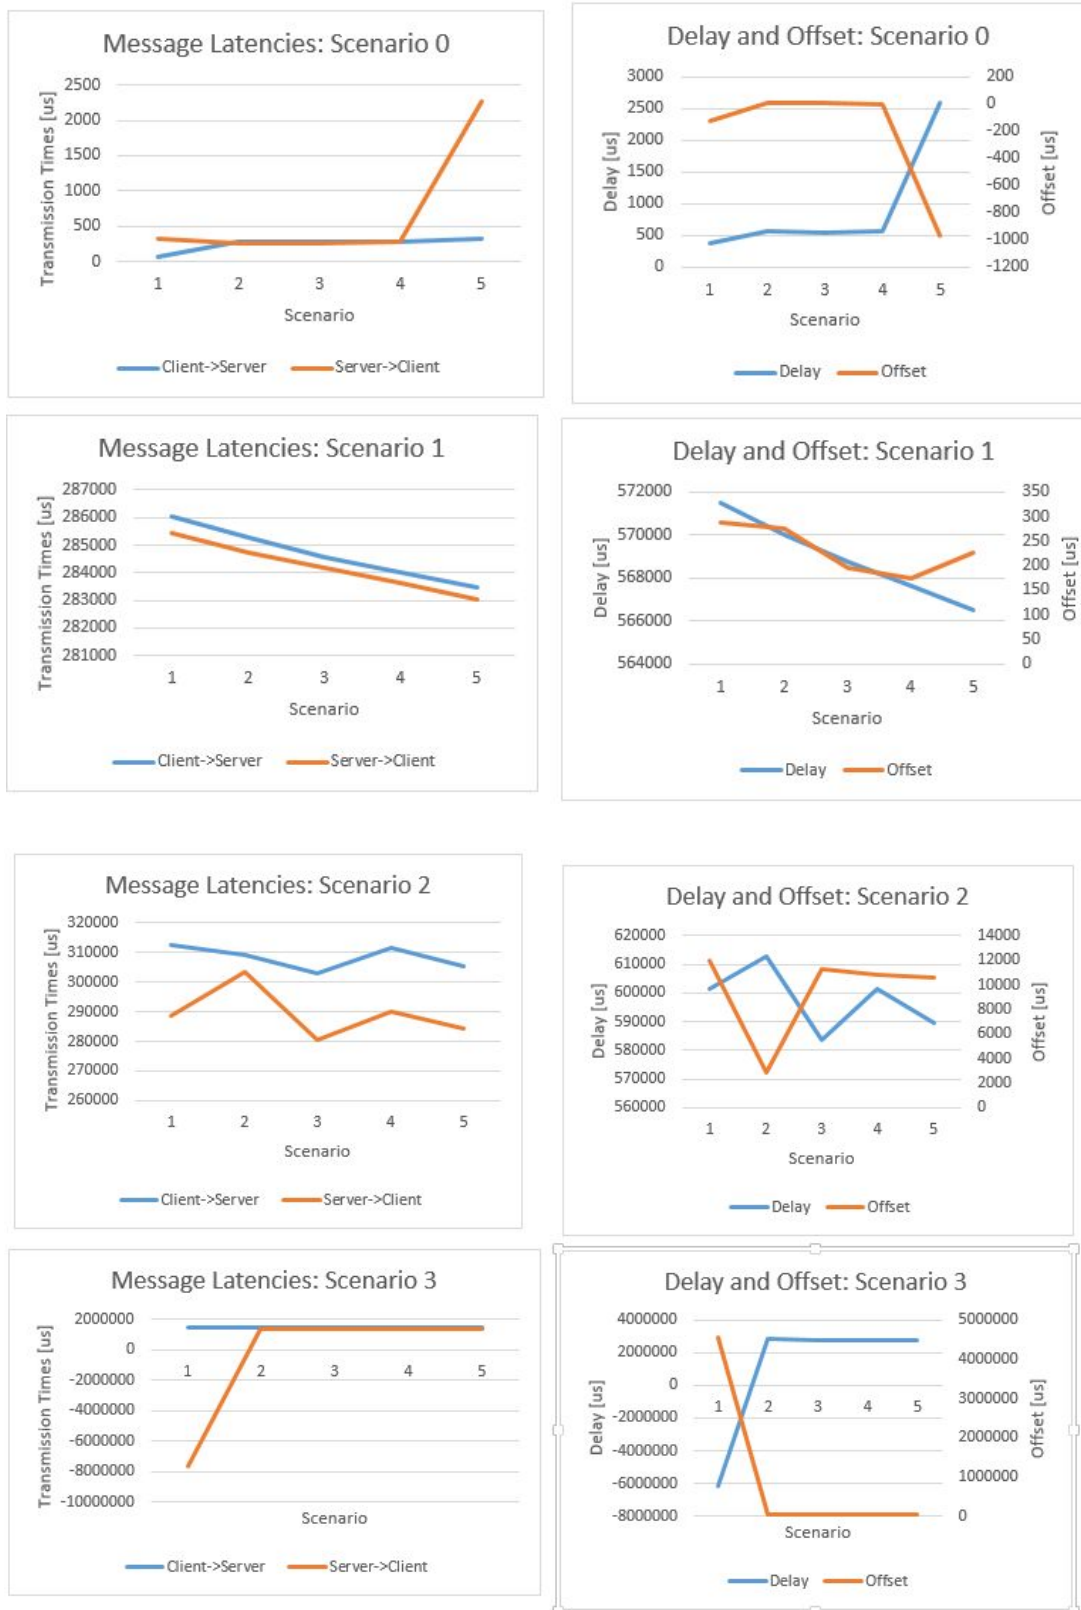 Message Latencies: Scenario 0
Transmission Times [us]
2500
2000
1500
1000
500
0
1 2 3 4 5
Scenario
Client->Server Server->Client
Delay and Offset: Scenario 0
Delay [us]
3000
2500
2000
1500
1000
500
0
200
0
-200
-400
-600
-800
-1000
-1200
Offset [us]
1 2 3 4 5
Scenario
Delay Offset
Message Latencies: Scenario 1
Transmission Times [us]
287000
286000
285000
284000
283000
282000
281000
1 2 3 4 5
Scenario
Client->Server Server->Client
Delay and Offset: Scenario 1
Delay [us]
572000
570000
568000
566000
564000
350
300
250
200
150
100
50
0
Offset [us]
1 2 3 4 5
Scenario
Delay Offset
Message Latencies: Scenario 2
Transmission Times [us]
320000
310000
300000
290000
280000
270000
260000
1 2 3 4 5
Scenario
Client->Server Server->Client
Delay and Offset: Scenario 2
Delay [us]
620000
610000
600000
590000
580000
570000
560000
14000
12000
10000
8000
6000
4000
2000
0
Offset [us]
1 2 3 4 5
Scenario
Delay Offset
Message Latencies: Scenario 3
Transmission Times [us]
2000000
0
-2000000
-4000000
-6000000
-8000000
-10000000
1 2 3 4 5
Scenario
Client->Server Server->Client
Delay and Offset: Scenario 3
Delay [us]
4000000
2000000
0
-2000000
-4000000
-6000000
-8000000
5000000
4000000
3000000
2000000
1000000
0
Offset [us]
1 2 3 4 5
Scenario
Delay Offset